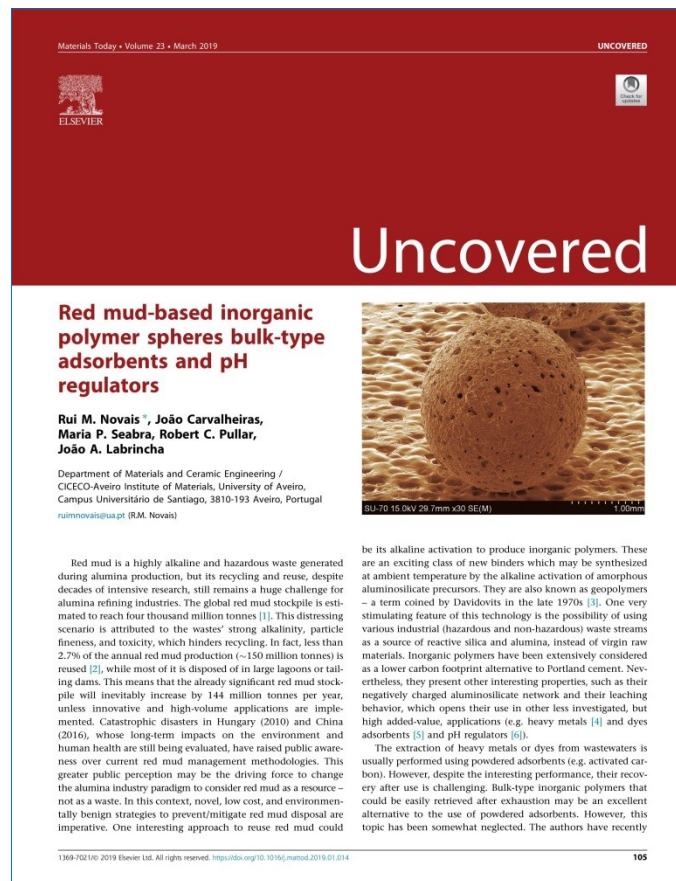 Materials Today • Volume 23 • March 2019
UNCOVERED
ELSEVIER
Check for
updates
Uncovered
Red mud-based inorganic
polymer spheres bulk-type
adsorbents and pH
regulators
Rui M. Novais *, João Carvalheiras,
Maria P. Seabra, Robert C. Pullar,
João A. Labrincha
Department of Materials and Ceramic Engineering /
CICECO-Aveiro Institute of Materials, University of Aveiro,
Campus Universitário de Santiago, 3810-193 Aveiro, Portugal
ruimnovais@ua.pt (R.M. Novais)
SU-70 15.0kV 29.7mm x30 SE(M)
1.00mm
Red mud is a highly alkaline and hazardous waste generated
during alumina production, but its recycling and reuse, despite
decades of intensive research, still remains a huge challenge for
alumina refining industries. The global red mud stockpile is esti-
mated to reach four thousand million tonnes [1]. This distressing
scenario is attributed to the wastes' strong alkalinity, particle
fineness, and toxicity, which hinders recycling. In fact, less than
2.7% of the annual red mud production (∼150 million tonnes) is
reused [2], while most of it is disposed of in large lagoons or tail-
ing dams. This means that the already significant red mud stock-
pile will inevitably increase by 144 million tonnes per year,
unless innovative and high-volume applications are imple-
mented. Catastrophic disasters in Hungary (2010) and China
(2016), whose long-term impacts on the environment and
human health are still being evaluated, have raised public aware-
ness over current red mud management methodologies. This
greater public perception may be the driving force to change
the alumina industry paradigm to consider red mud as a resource –
not as a waste. In this context, novel, low cost, and environmen-
tally benign strategies to prevent/mitigate red mud disposal are
imperative. One interesting approach to reuse red mud could
be its alkaline activation to produce inorganic polymers. These
are an exciting class of new binders which may be synthesized
at ambient temperature by the alkaline activation of amorphous
aluminosilicate precursors. They are also known as geopolymers
– a term coined by Davidovits in the late 1970s [3]. One very
stimulating feature of this technology is the possibility of using
various industrial (hazardous and non-hazardous) waste streams
as a source of reactive silica and alumina, instead of virgin raw
materials. Inorganic polymers have been extensively considered
as a lower carbon footprint alternative to Portland cement. Nev-
ertheless, they present other interesting properties, such as their
negatively charged aluminosilicate network and their leaching
behavior, which opens their use in other less investigated, but
high added-value, applications (e.g. heavy metals [4] and dyes
adsorbents [5] and pH regulators [6]).
The extraction of heavy metals or dyes from wastewaters is
usually performed using powdered adsorbents (e.g. activated car-
bon). However, despite the interesting performance, their recov-
ery after use is challenging. Bulk-type inorganic polymers that
could be easily retrieved after exhaustion may be an excellent
alternative to the use of powdered adsorbents. However, this
topic has been somewhat neglected. The authors have recently
1369-7021/© 2019 Elsevier Ltd. All rights reserved. https://doi.org/10.1016/j.mattod.2019.01.014
105